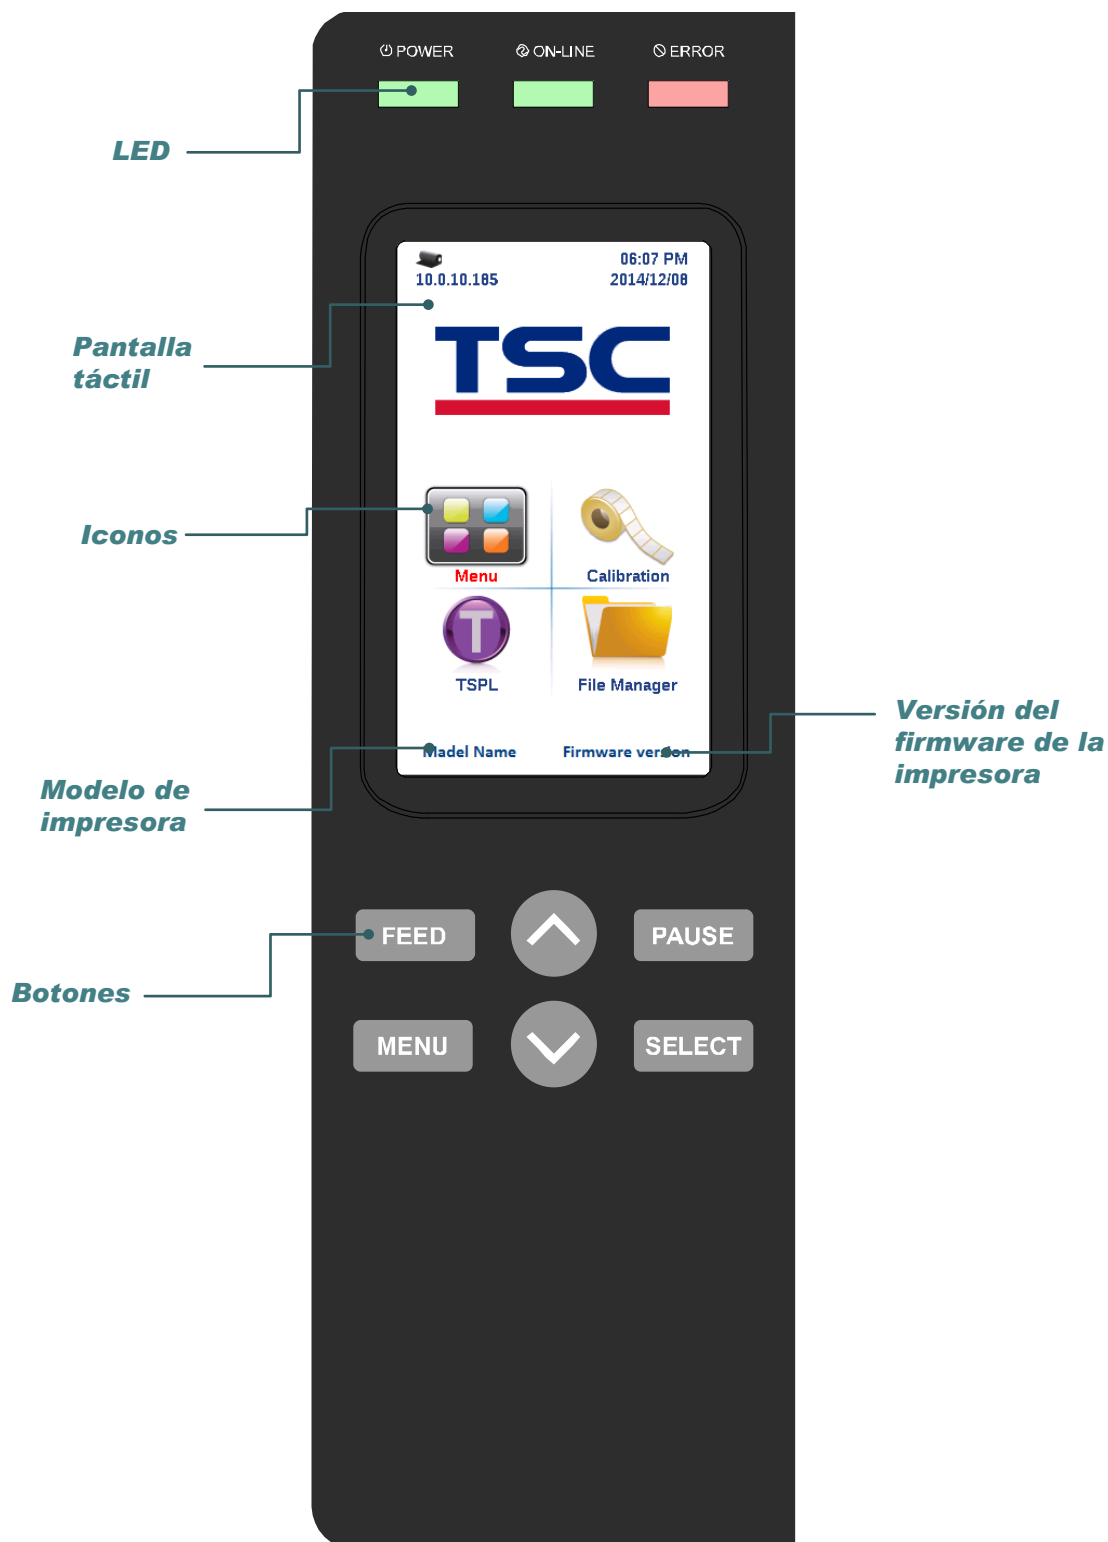 POWER
ON-LINE
ERROR
LED
06:07 PM
10.0.10.185
2014/12/08
TSC
Pantalla
táctil
Iconos
Menu
Calibration
T
TSPL
File Manager
Versión del
firmware de la
impresora
Madel Name
Firmware version
Modelo de
impresora
FEED
PAUSE
Botones
MENU
SELECT